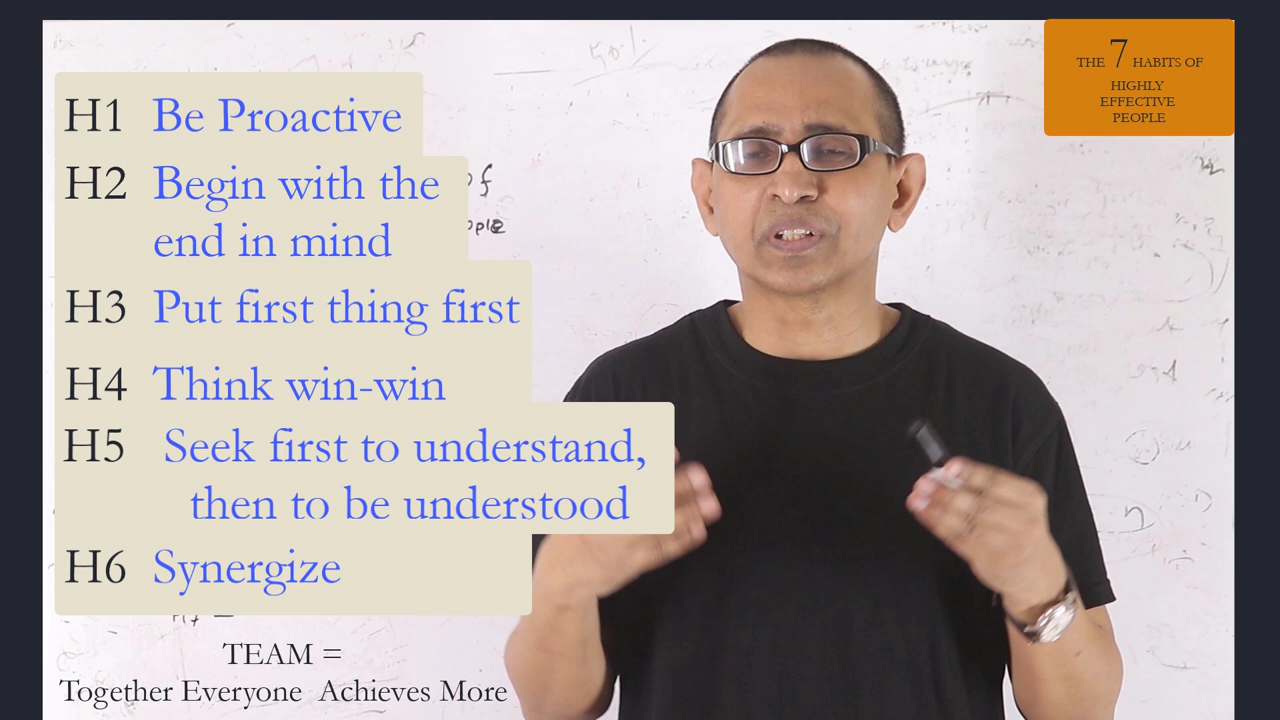 H1 Be Proactive
H2 Begin with the
end in mind
H3 Put first thing first
H4 Think win-win
H5 Seek first to understand,
then to be understood
H6 Synergize
TEAM =
Together Everyone Achieves More
THE 7 HABITS OF
HIGHLY
EFFECTIVE
PEOPLE